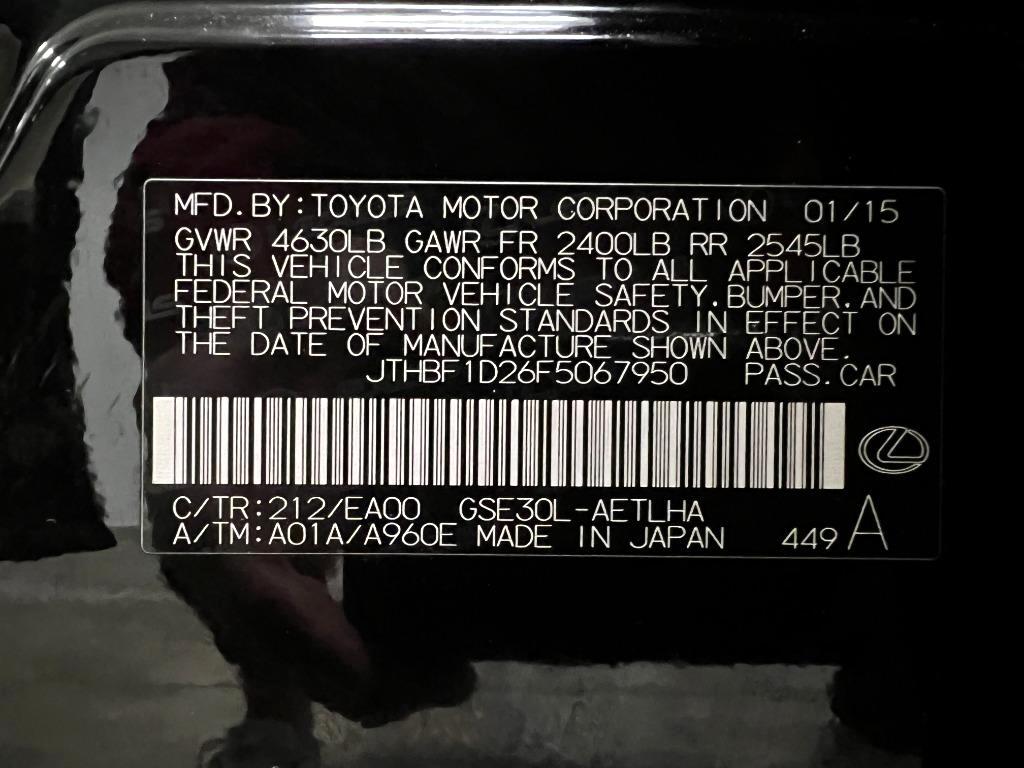 MFD.BY:TOYOTA MOTOR CORPORATION 01/15
GVWR 4630LB GAWR FR 2400LB RR 2545LB
THIS VEHICLE CONFORMS TO ALL APPLICABLE
FEDERAL MOTOR VEHICLE SAFETY,BUMPER,AND
THEFT PREVENTION STANDARDS IN EFFECT ON
THE DATE OF MANUFACTURE SHOWN ABOVE.
JTHBF1D26F5067950 PASS.CAR
C/TR:212/EA00 GSE30L-AETLHA
A/TM:A01A/A960E MADE IN JAPAN 449 A